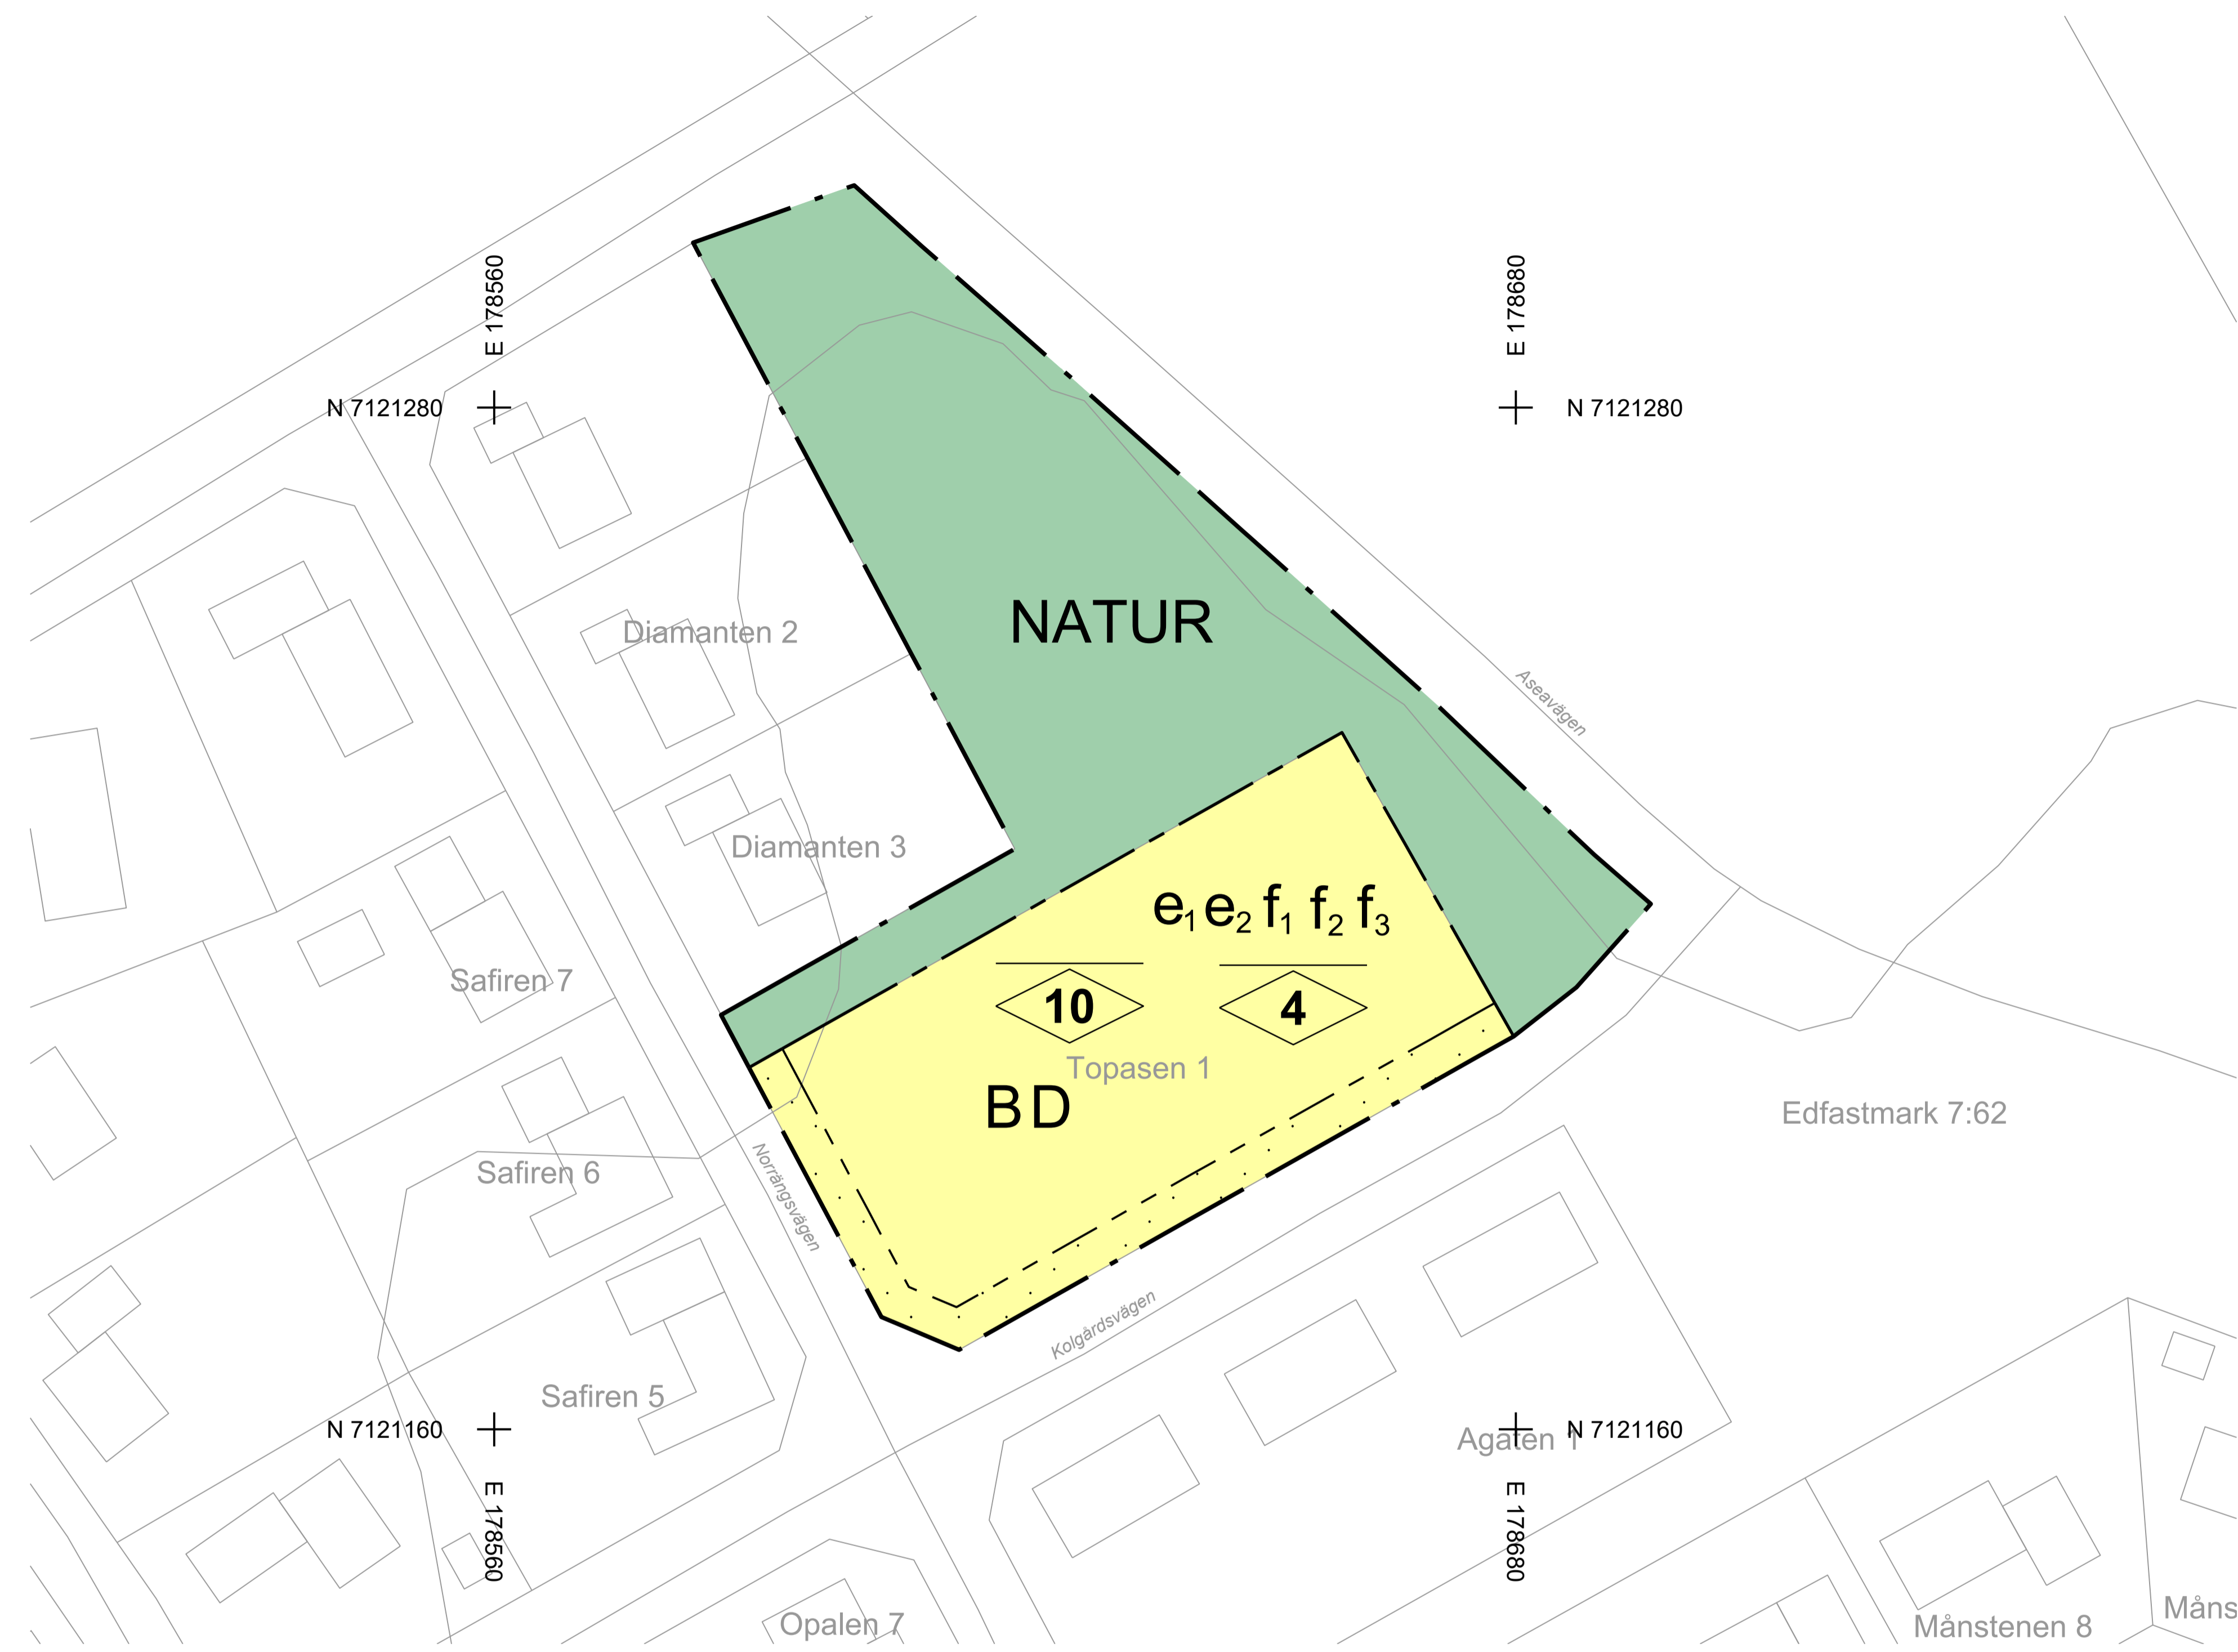 E 178560
E 178680
N 7121280
N 7121280
NATUR
Diamanten 2
Aseavägen
Diamanten 3
e1 e2 f1 f2 f3
Safiren 7
10
4
Topasen 1
BD
Edfastmark 7:62
Safiren 6
Norrängsvägen
Kolgårdsvägen
Safiren 5
N 7121160
Agaten 1
N 7121160
E 178560
E 178680
Opalen 7
Månstenen 8
Måns